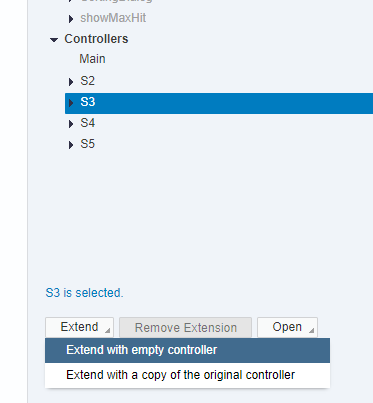 showMaxHit
Controllers
Main
S2
S3
S4
S5
S3 is selected.
Extend Remove Extension Open
Extend with empty controller
Extend with a copy of the original controller